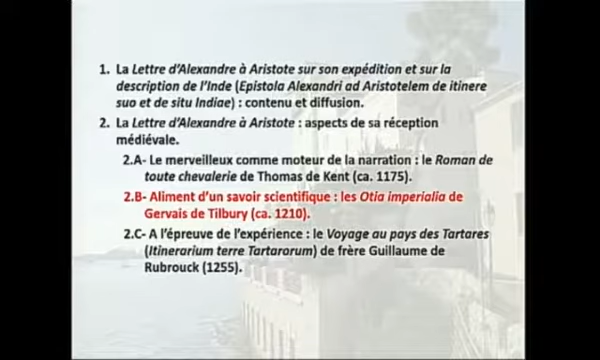 1. La Lettre d'Alexandre à Aristote sur son expédition et sur la
description de l'Inde (Epistola Alexandri ad Aristotelem de itinere
suo et de situ Indiae) : contenu et diffusion.
2. La Lettre d'Alexandre à Aristote : aspects de sa réception
médiévale.
2.A- Le merveilleux comme moteur de la narration : le Roman de
toute chevalerie de Thomas de Kent (ca. 1175).
2.B- Aliment d'un savoir scientifique : les Otia imperialia de
Gervais de Tilbury (ca. 1210).
2.C- A l'épreuve de l'expérience : le Voyage au pays des Tartares
(Itinerarium terre Tartarorum) de frère Guillaume de
Rubrouck (1255).